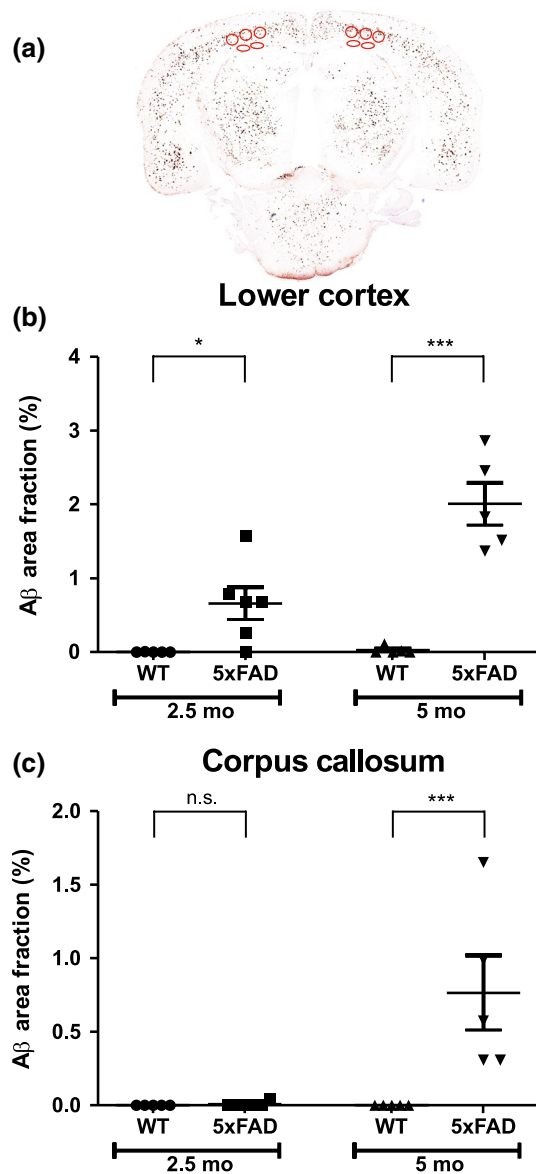 (a)
Lower cortex
(b)
* ***
Aβ area fraction (%)
4
3
2
1
0
WT 5xFAD WT 5xFAD
2.5 mo 5 mo
(c) Corpus callosum
n.s. ***
Aβ area fraction (%)
2.0
1.5
1.0
0.5
0.0
WT 5xFAD WT 5xFAD
2.5 mo 5 mo